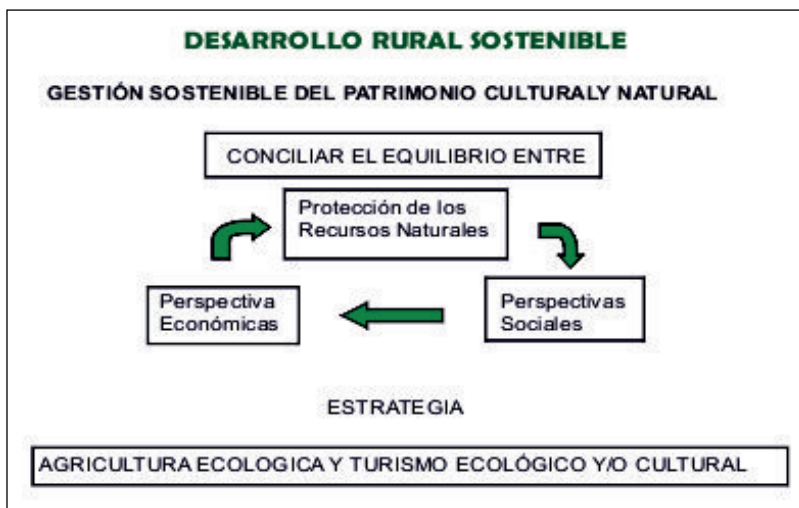 DESARROLLO RURAL SOSTENIBLE
GESTIÓN SOSTENIBLE DEL PATRIMONIO CULTURALY NATURAL
CONCILIAR EL EQUILIBRIO ENTRE
Protección de los
Recursos Naturales
Perspectiva
Económicas
Perspectivas
Sociales
ESTRATEGIA
AGRICULTURA ECOLOGICA Y TURISMO ECOLÓGICO Y/O CULTURAL